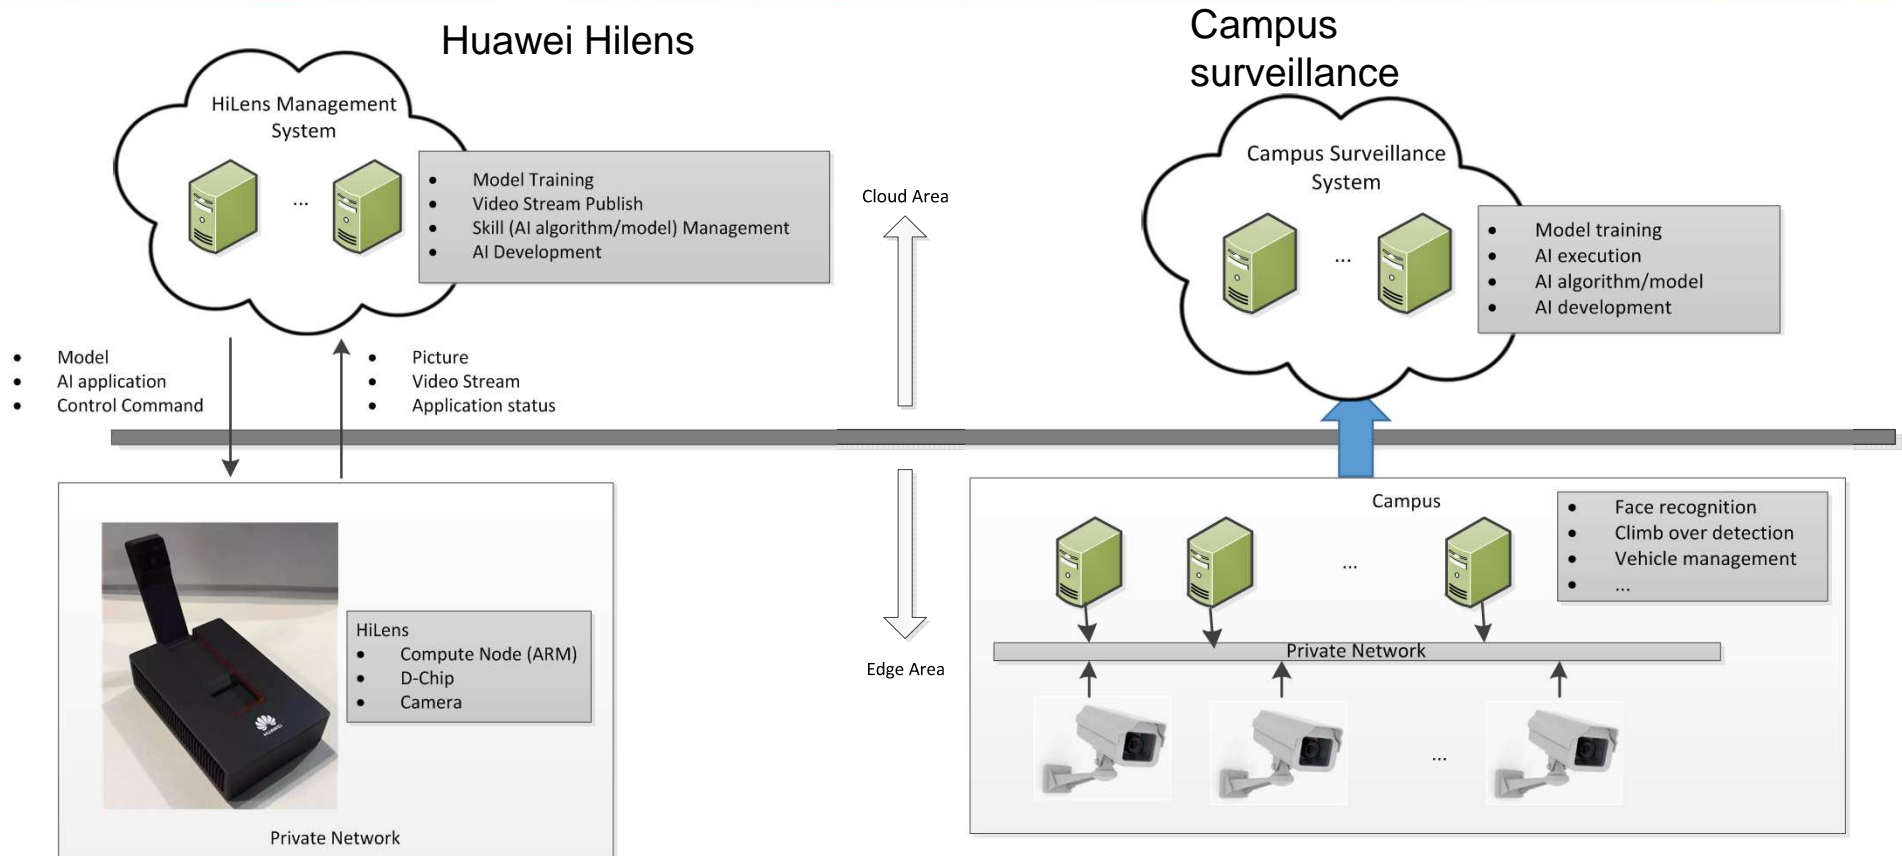 Huawei Hilens
HiLens Management
System
...
• Model Training
• Video Stream Publish
• Skill (AI algorithm/model) Management
• AI Development
• Model
• AI application
• Control Command
• Picture
• Video Stream
• Application status
HUAWEI
HiLens
• Compute Node (ARM)
• D-Chip
• Camera
Private Network
Cloud Area
Edge Area
Campus
surveillance
Campus Surveillance
System
...
• Model training
• AI execution
• AI algorithm/model
• AI development
Campus
• Face recognition
• Climb over detection
• Vehicle management
• ...
...
Private Network
...